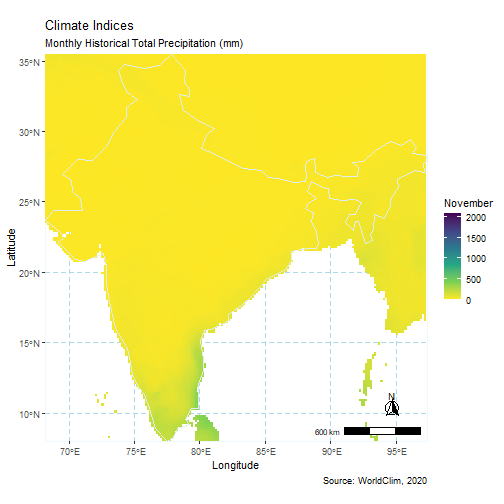 Climate Indices
Monthly Historical Total Precipitation (mm)
35°N
30°N
25°N
20°N
15°N
10°N
Latitude
70°E
75°E
80°E
85°E
90°E
95°E
Longitude
November
2000
1500
1000
500
0
N
600 km
Source: WorldClim, 2020